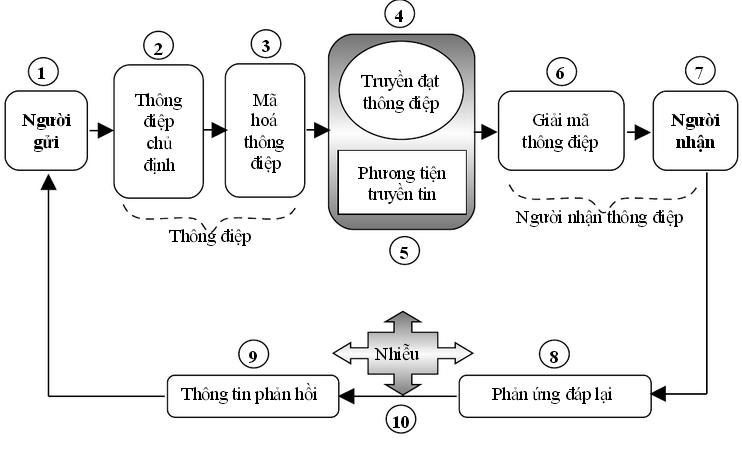 1
Người
gửi
2
Thông
điệp
chủ
định
3
Mã
hoá
thông
điệp
Thông điệp
4
Truyền đạt
thông điệp
Phương tiện
truyền tin
5
6
Giải mã
thông điệp
7
Người
nhận
Người nhận thông điệp
8
Phản ứng đáp lại
Nhiễu
10
9
Thông tin phản hồi